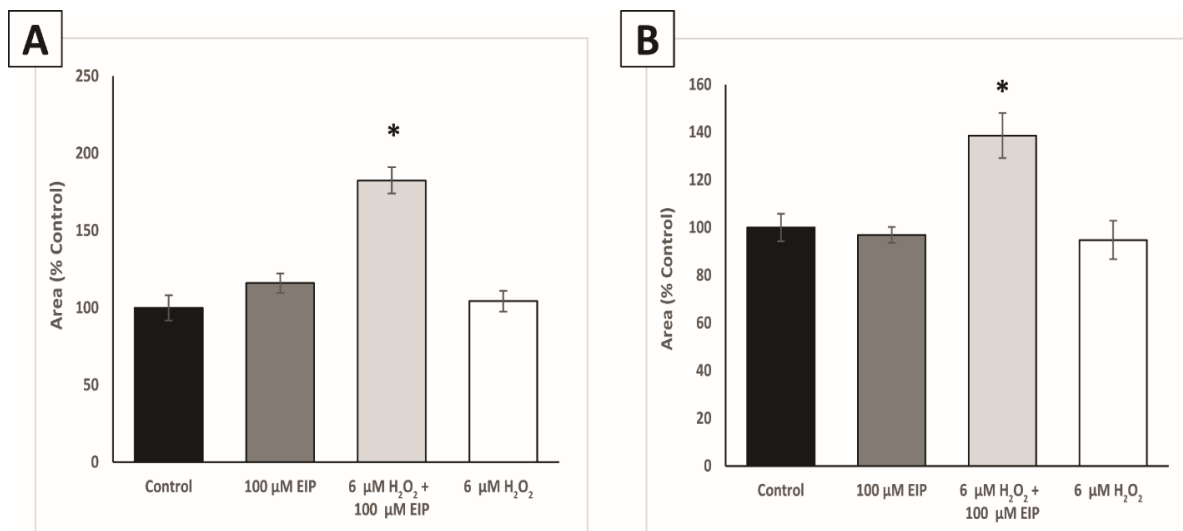 A
250
200
150
100
50
0
Area (% Control)
*
Control
100 µM EIP
6 µM H₂O₂ +
100 µM EIP
6 µM H₂O₂
B
160
140
120
100
80
60
40
20
0
Area (% Control)
*
Control
100 µM EIP
6 µM H₂O₂ +
100 µM EIP
6 µM H₂O₂